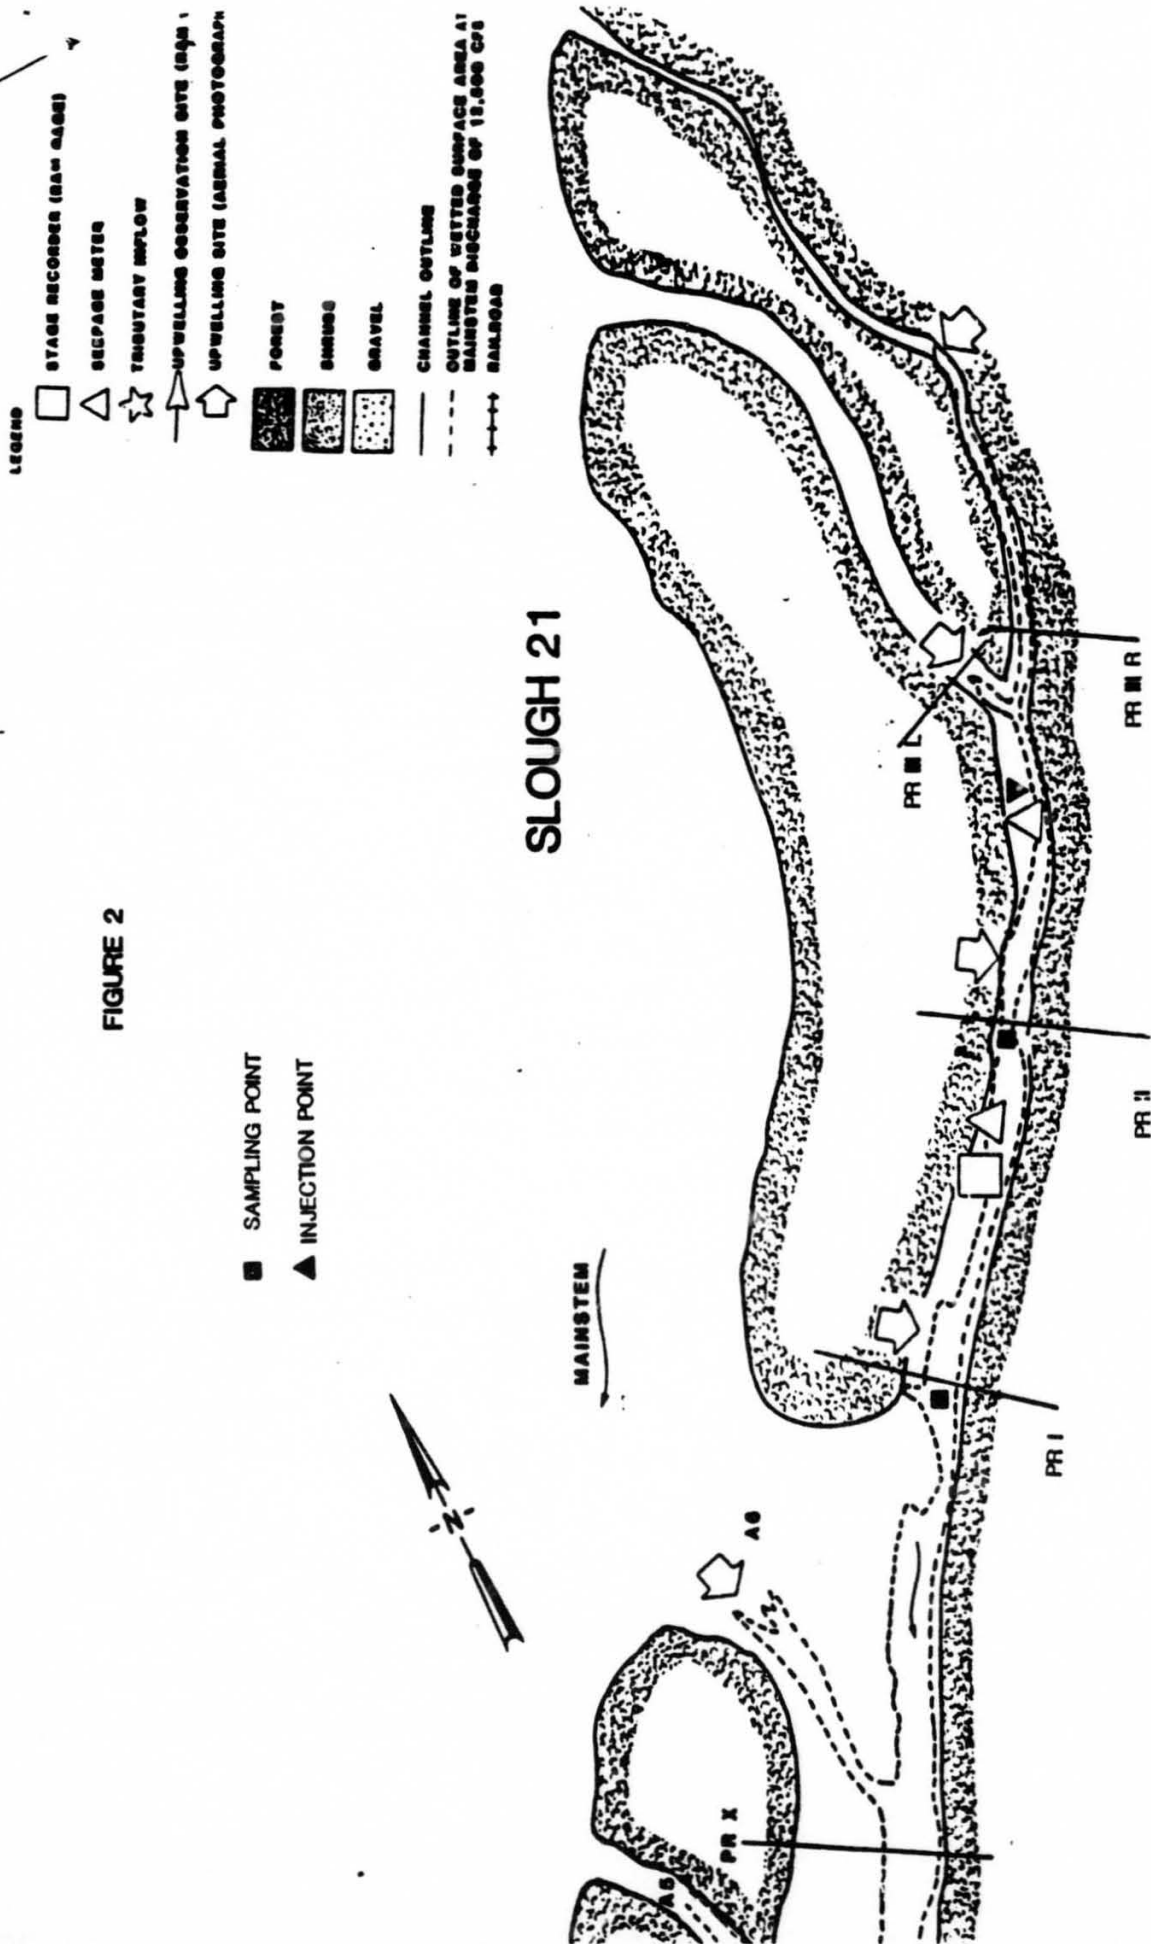 LEGEND
STAGE RECORDER (R&M GAGE)
SEEPAGE METER
TRIBUTARY INFLOW
UPWELLING OBSERVATION SITE (R&M
UPWELLING SITE (AERIAL PHOTOGRAPH
FOREST
SHRUBS
GRAVEL
CHANNEL OUTLINE
OUTLINE OF WETTED SURFACE AREA AT
MAINSTEM DISCHARGE OF CFS
RAILROAD
FIGURE 2
SAMPLING POINT
INJECTION POINT
SLOUGH 21
MAINSTEM
N
PR III L
PR III R
PR II
PR I
A6
PR X
A5